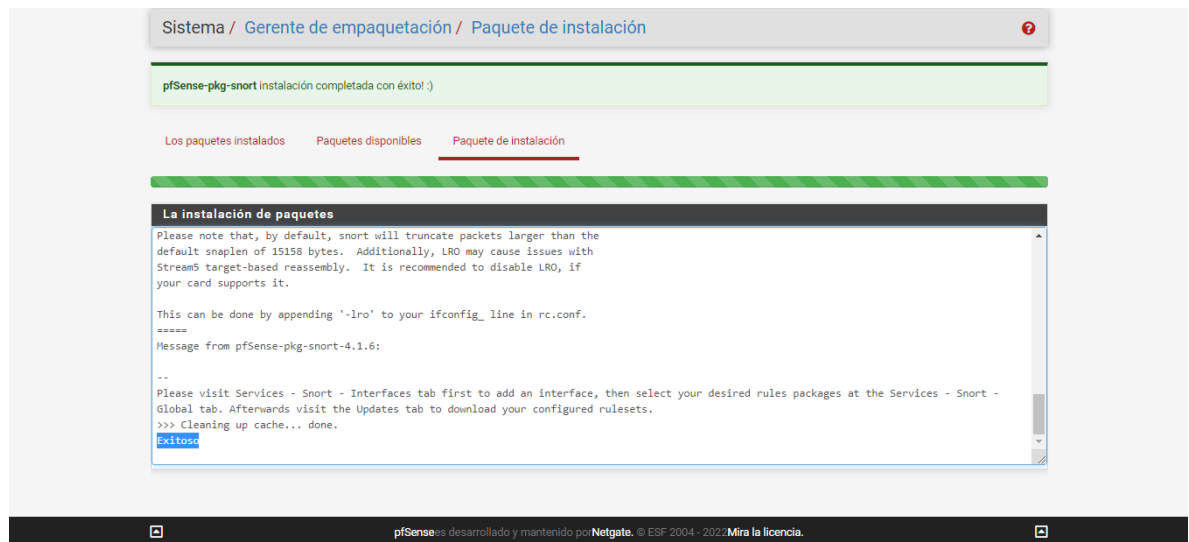 Sistema / Gerente de empaquetación / Paquete de instalación
pfSense-pkg-snort instalación completada con éxito! :)
Los paquetes instalados Paquetes disponibles Paquete de instalación
La instalación de paquetes
Please note that, by default, snort will truncate packets larger than the
default snaplen of 15158 bytes. Additionally, LRO may cause issues with
Stream5 target-based reassembly. It is recommended to disable LRO, if
your card supports it.
This can be done by appending '-lro' to your ifconfig_ line in rc.conf.
=====
Message from pfSense-pkg-snort-4.1.6:
--
Please visit Services - Snort - Interfaces tab first to add an interface, then select your desired rules packages at the Services - Snort -
Global tab. Afterwards visit the Updates tab to download your configured rulesets.
>>> Cleaning up cache... done.
Exitoso
pfSensees desarrollado y mantenido porNetgate. © ESF 2004 - 2022Mira la licencia.